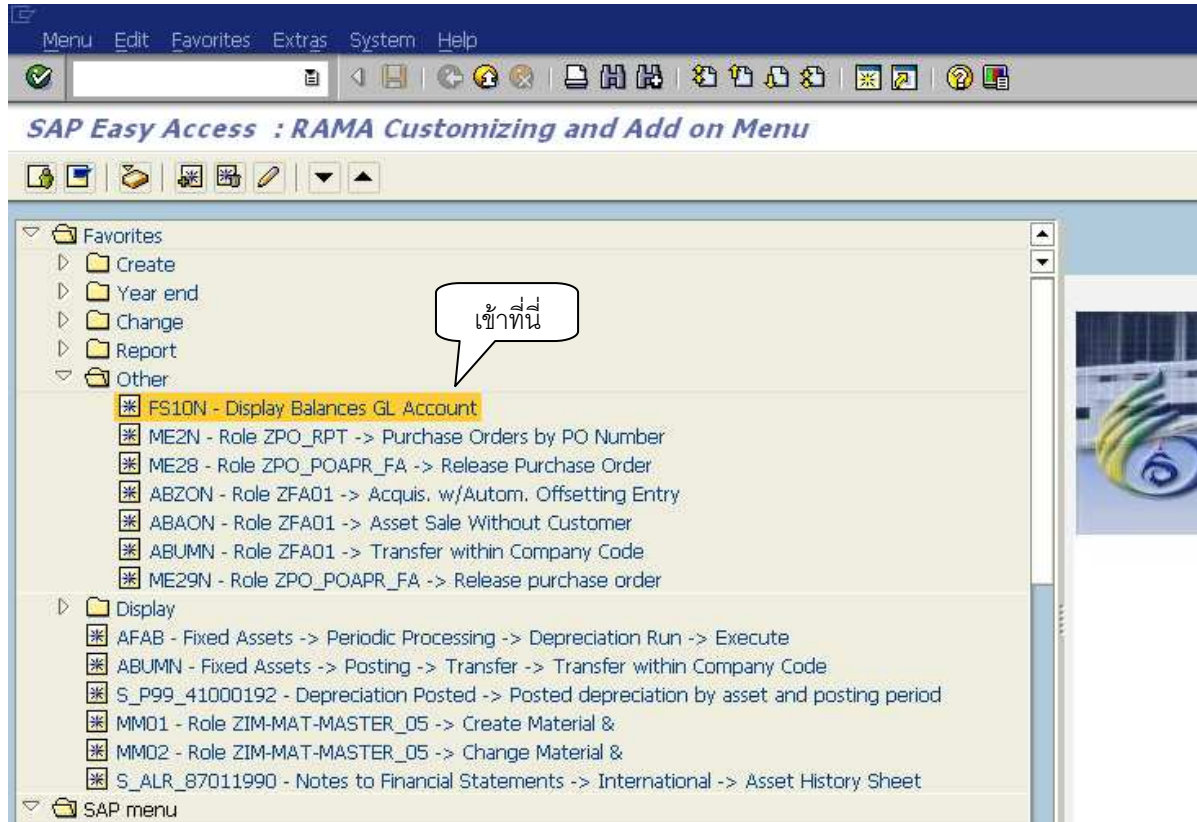 Menu Edit Favorites Extras System Help
SAP Easy Access : RAMA Customizing and Add on Menu
Favorites
Create
Year end
Change
เข้าที่นี่
Report
Other
FS10N - Display Balances GL Account
ME2N - Role ZPO_RPT -> Purchase Orders by PO Number
ME28 - Role ZPO_POAPR_FA -> Release Purchase Order
ABZON - Role ZFA01 -> Acquis. w/Autom. Offsetting Entry
ABAON - Role ZFA01 -> Asset Sale Without Customer
ABUMN - Role ZFA01 -> Transfer within Company Code
ME29N - Role ZPO_POAPR_FA -> Release purchase order
Display
AFAB - Fixed Assets -> Periodic Processing -> Depreciation Run -> Execute
ABUMN - Fixed Assets -> Posting -> Transfer -> Transfer within Company Code
S_P99_41000192 - Depreciation Posted -> Posted depreciation by asset and posting period
MM01 - Role ZIM-MAT-MASTER_05 -> Create Material &
MM02 - Role ZIM-MAT-MASTER_05 -> Change Material &
S_ALR_87011990 - Notes to Financial Statements -> International -> Asset History Sheet
SAP menu